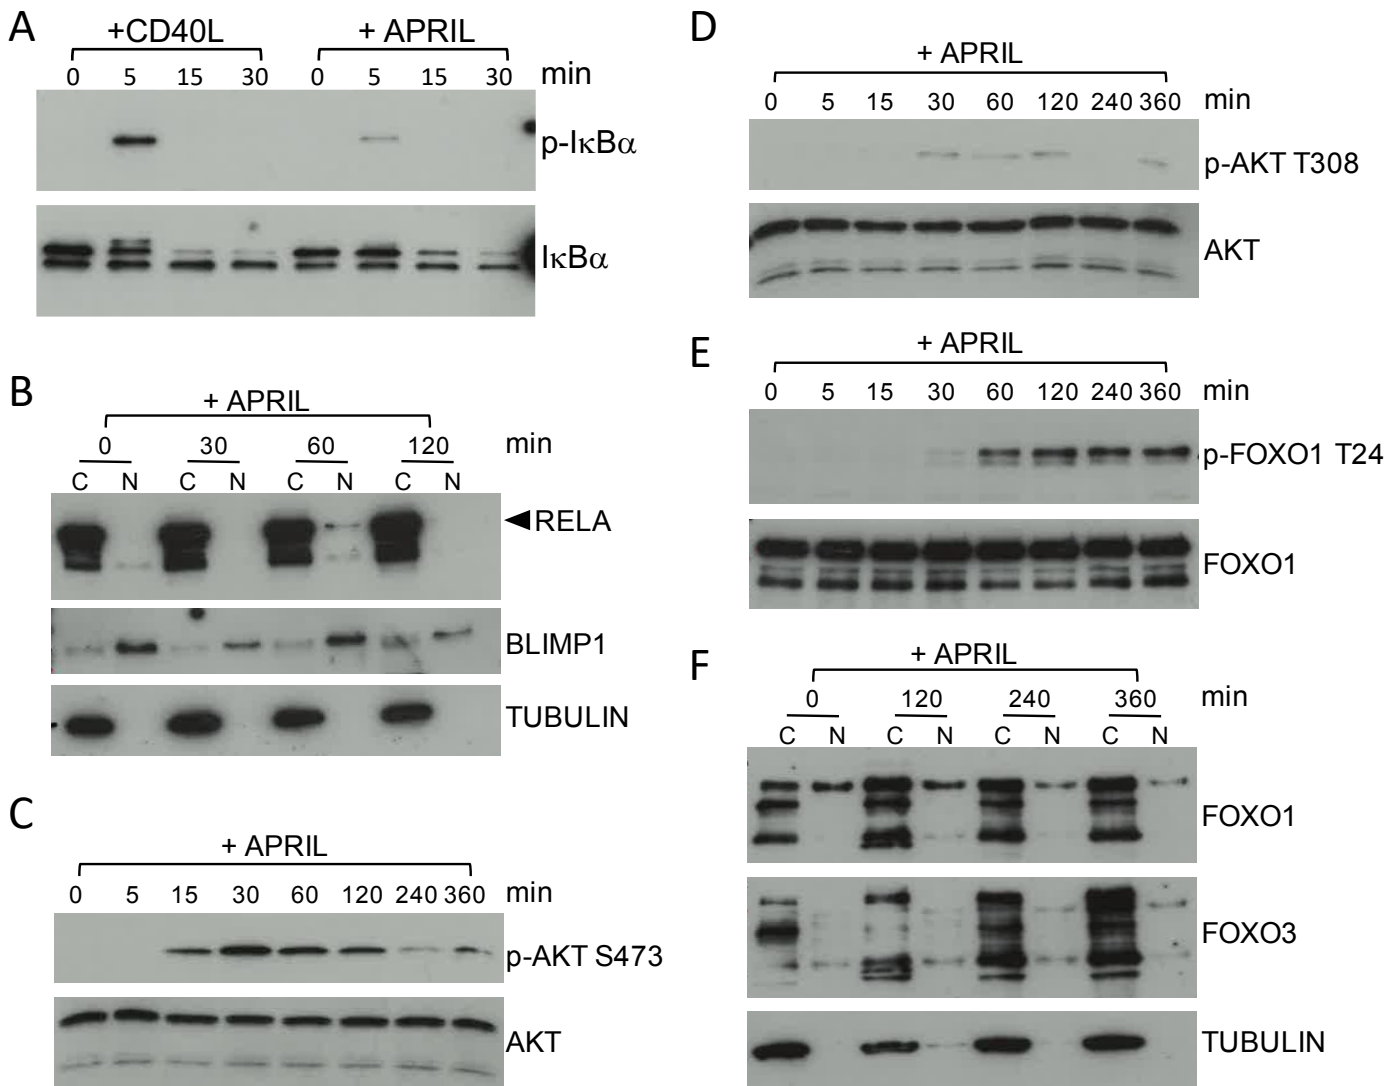 A
+CD40L + APRIL
0 5 15 30 0 5 15 30 min
p-IκBα
IκBα
B
+ APRIL
0 30 60 120 min
C N C N C N C N
RELA
BLIMP1
TUBULIN
C
+ APRIL
0 5 15 30 60 120 240 360 min
p-AKT S473
AKT
D
+ APRIL
0 5 15 30 60 120 240 360 min
p-AKT T308
AKT
E
+ APRIL
0 5 15 30 60 120 240 360 min
p-FOXO1 T24
FOXO1
F
+ APRIL
0 120 240 360 min
C N C N C N C N
FOXO1
FOXO3
TUBULIN